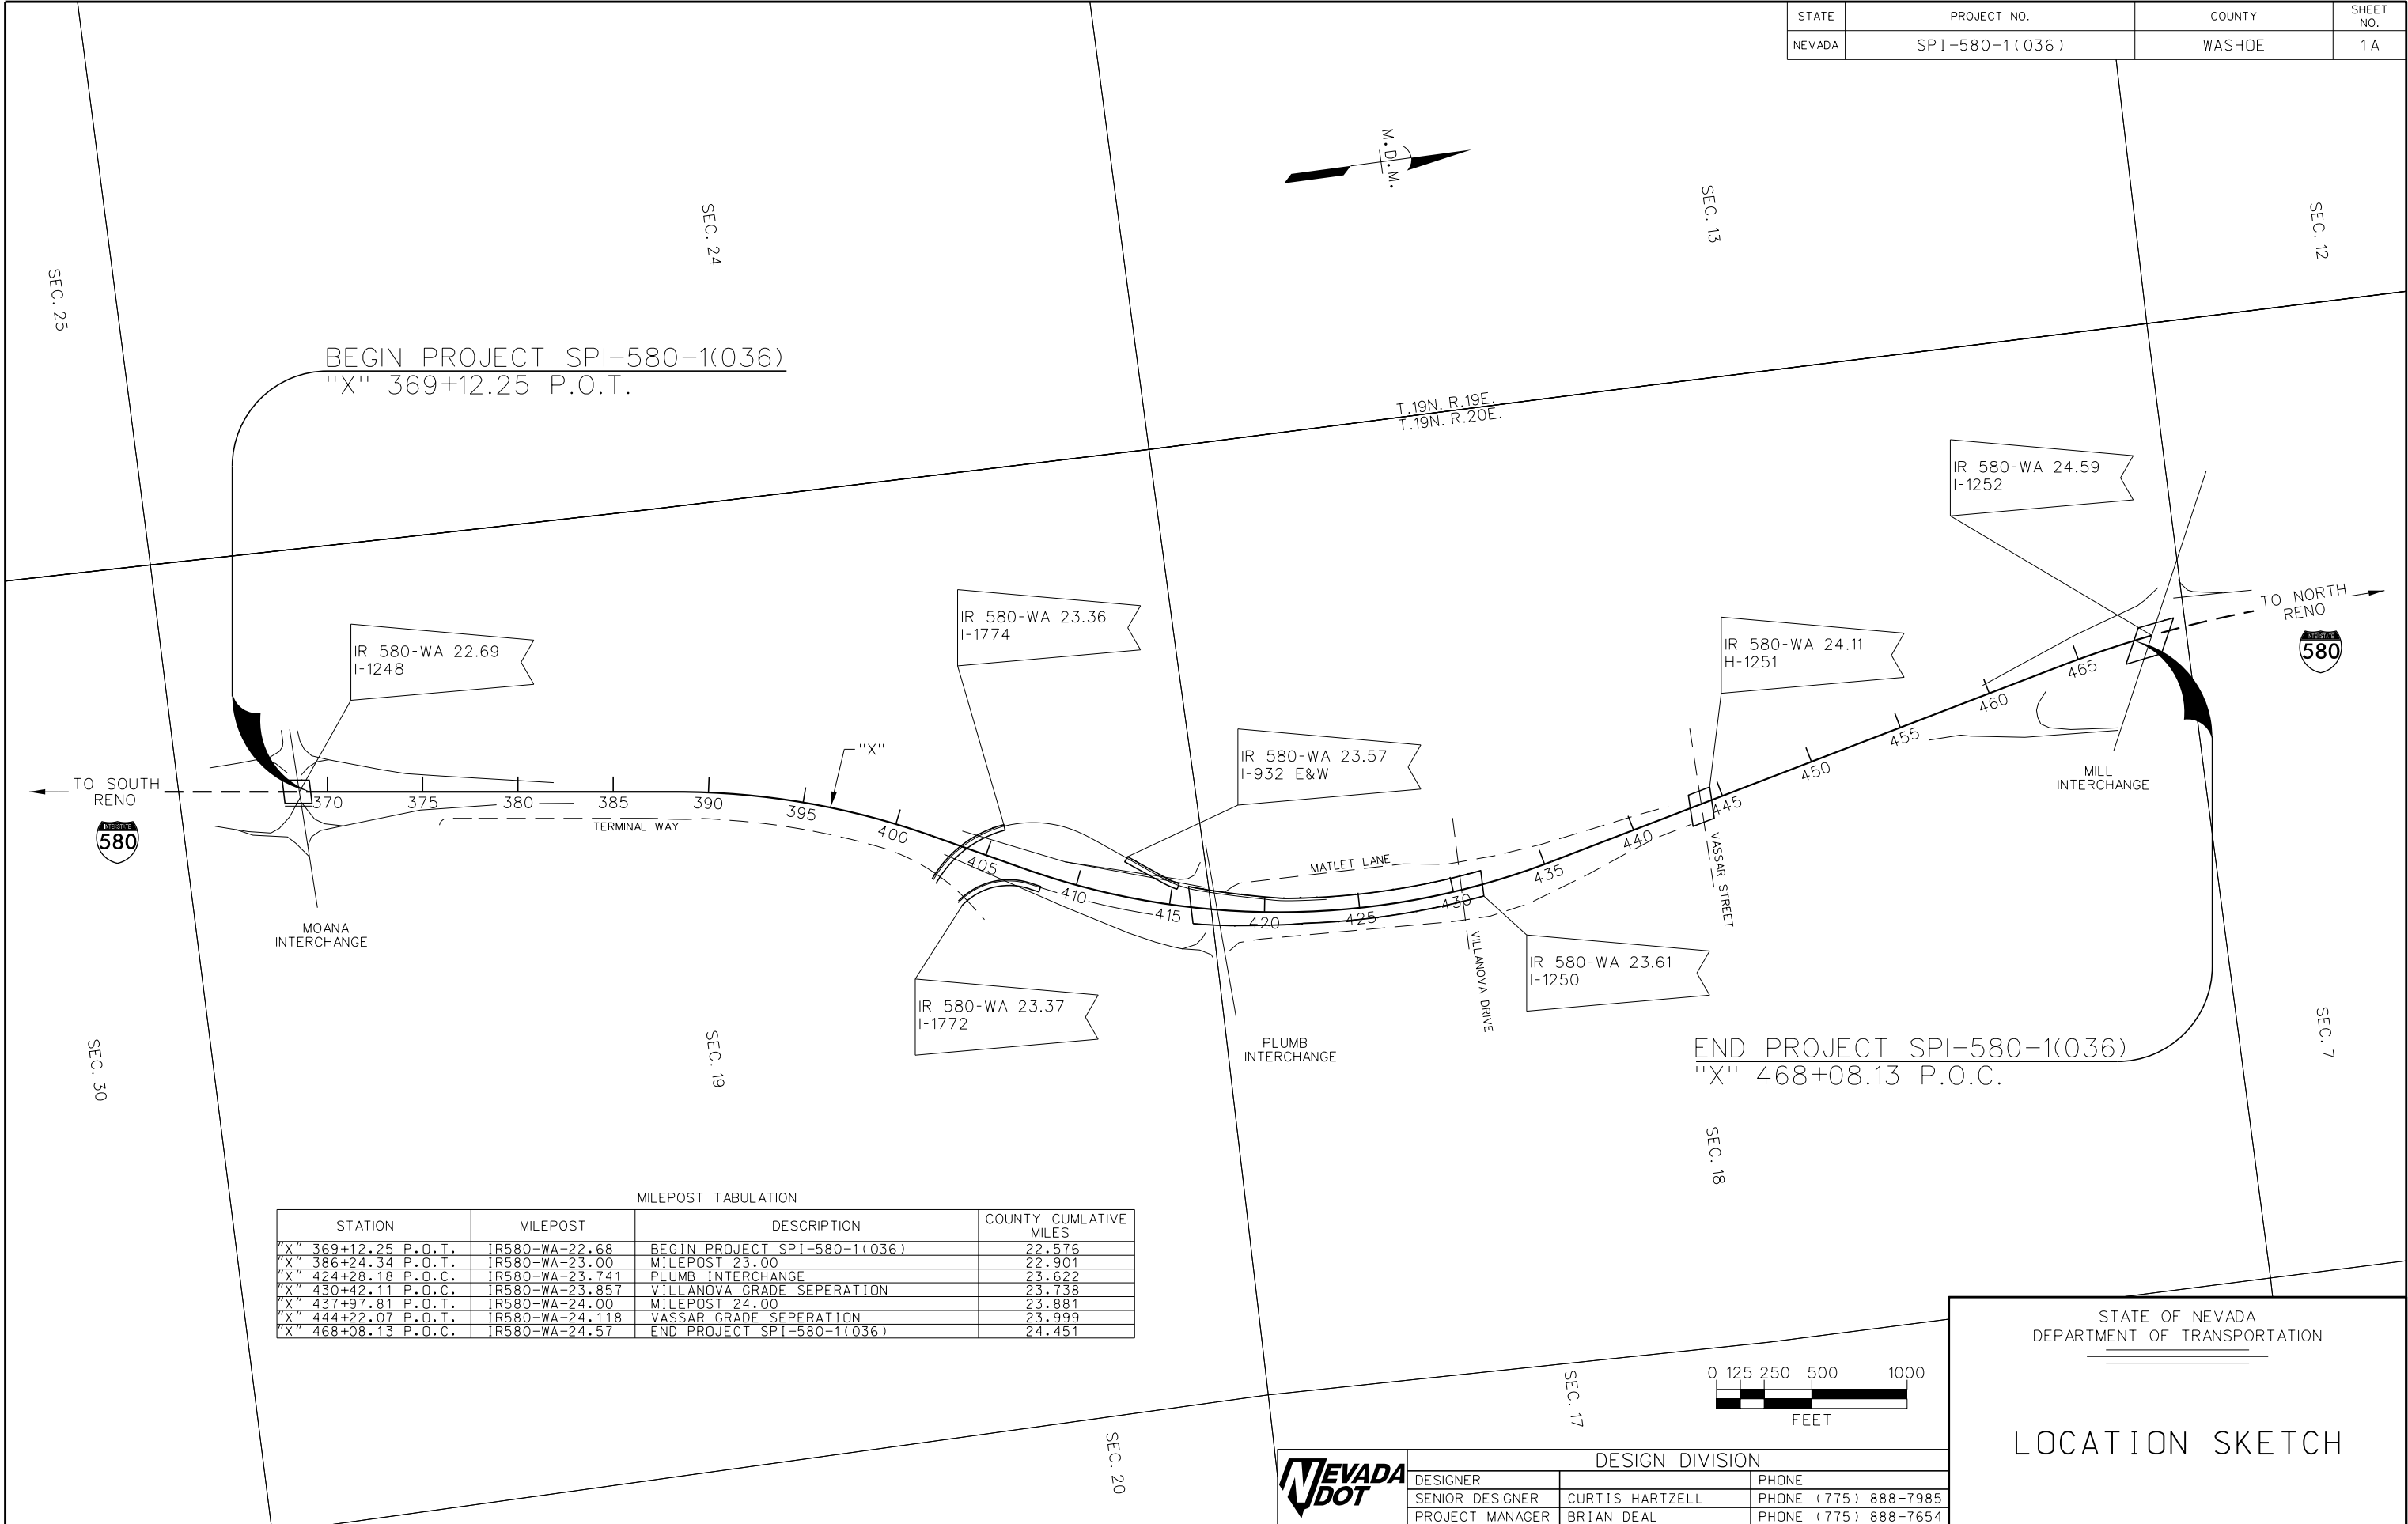 STATE PROJECT NO. COUNTY SHEET NO.
NEVADA SPI-580-1(036) WASHOE 1A
M.D.M.
SEC. 25
SEC. 24
SEC. 13
SEC. 12
BEGIN PROJECT SPI-580-1(036)
"X" 369+12.25 P.O.T.
T.19N. R.19E.
T.19N. R.20E.
IR 580-WA 24.59
I-1252
IR 580-WA 23.36
I-1774
IR 580-WA 22.69
I-1248
IR 580-WA 24.11
H-1251
IR 580-WA 23.57
I-932 E&W
TO NORTH
RENO
INTERSTATE
580
TO SOUTH
RENO
INTERSTATE
580
"X"
370 375 380 385 390 395 400 405 410 415 420 425 430 435 440 445 450 455 460 465
TERMINAL WAY
MATLET LANE
VASSAR STREET
VILLANOVA DRIVE
MILL
INTERCHANGE
MOANA
INTERCHANGE
IR 580-WA 23.61
I-1250
IR 580-WA 23.37
I-1772
PLUMB
INTERCHANGE
END PROJECT SPI-580-1(036)
"X" 468+08.13 P.O.C.
SEC. 30
SEC. 19
SEC. 18
SEC. 7
MILEPOST TABULATION
STATION MILEPOST DESCRIPTION COUNTY CUMLATIVE MILES
"X" 369+12.25 P.O.T. IR580-WA-22.68 BEGIN PROJECT SPI-580-1(036) 22.576
"X" 386+24.34 P.O.T. IR580-WA-23.00 MILEPOST 23.00 22.901
"X" 424+28.18 P.O.C. IR580-WA-23.741 PLUMB INTERCHANGE 23.622
"X" 430+42.11 P.O.C. IR580-WA-23.857 VILLANOVA GRADE SEPERATION 23.738
"X" 437+97.81 P.O.T. IR580-WA-24.00 MILEPOST 24.00 23.881
"X" 444+22.07 P.O.T. IR580-WA-24.118 VASSAR GRADE SEPERATION 23.999
"X" 468+08.13 P.O.C. IR580-WA-24.57 END PROJECT SPI-580-1(036) 24.451
SEC. 20
SEC. 17
0 125 250 500 1000
FEET
STATE OF NEVADA
DEPARTMENT OF TRANSPORTATION
LOCATION SKETCH
NEVADA
DOT
DESIGN DIVISION
DESIGNER PHONE
SENIOR DESIGNER CURTIS HARTZELL PHONE (775) 888-7985
PROJECT MANAGER BRIAN DEAL PHONE (775) 888-7654